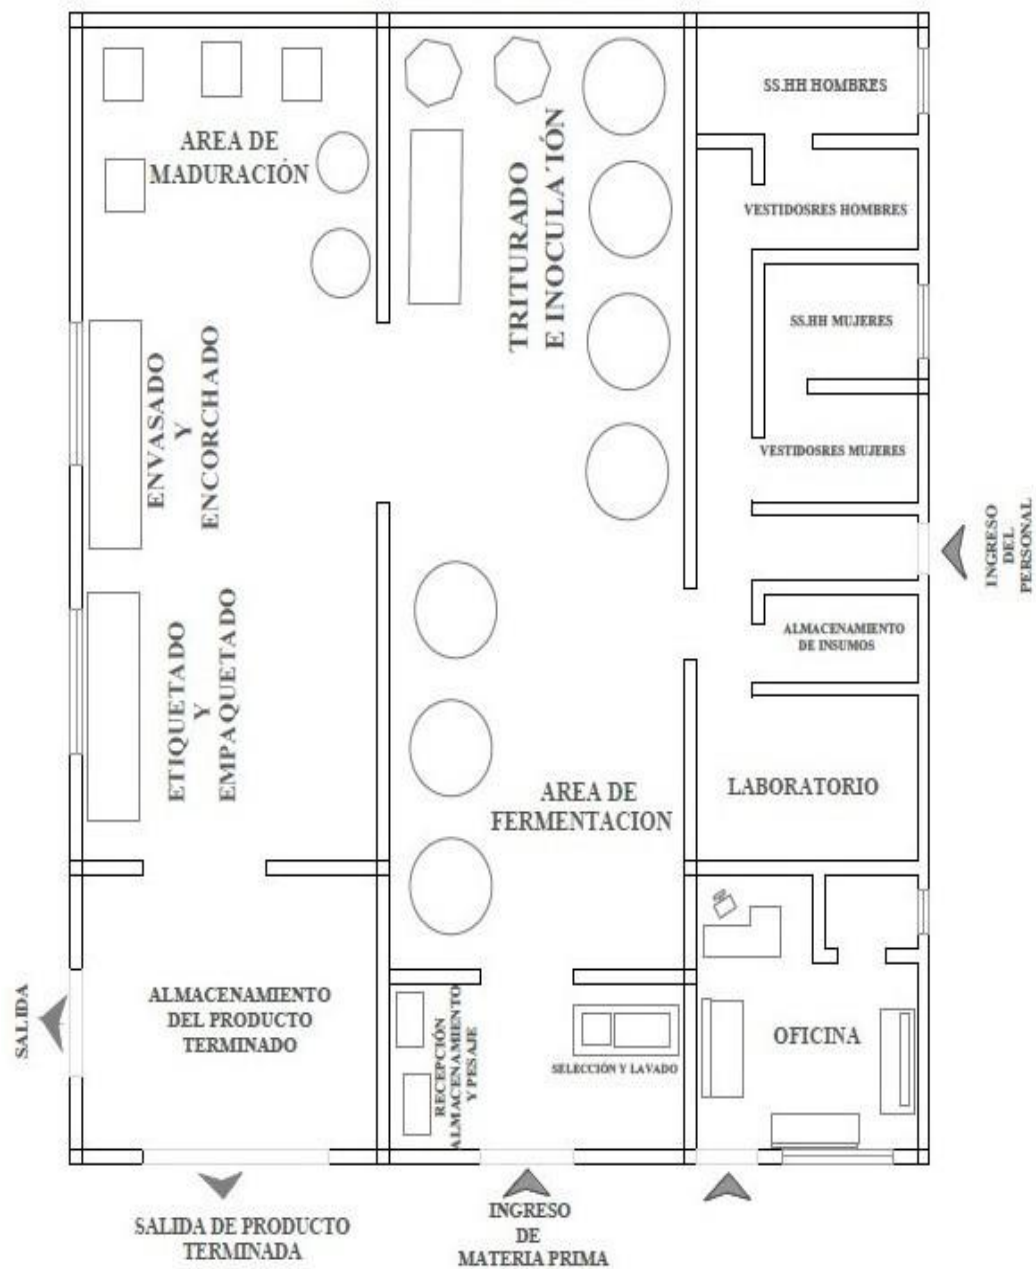 SS.HH HOMBRES
AREA DE
MADURACIÓN
TRITURADO
E INOCULA´IÓN
VESTIDOSRES HOMBRES
SS.HH MUJERES
ENVASADO
Y
ENCORCHADO
VESTIDOSRES MUJERES
INGRESO
DEL
PERSONAL
ALMACENAMIENTO
DE INSUMOS
ETIQUETADO
Y
EMPAQUETADO
AREA DE
FERMENTACION
LABORATORIO
SALIDA
ALMACENAMIENTO
DEL PRODUCTO
TERMINADO
RECEPCIÓN
ALMACENAMIENTO
Y PESAJE
SELECCIÓN Y LAVADO
OFICINA
SALIDA DE PRODUCTO
TERMINADA
INGRESO
DE
MATERIA PRIMA